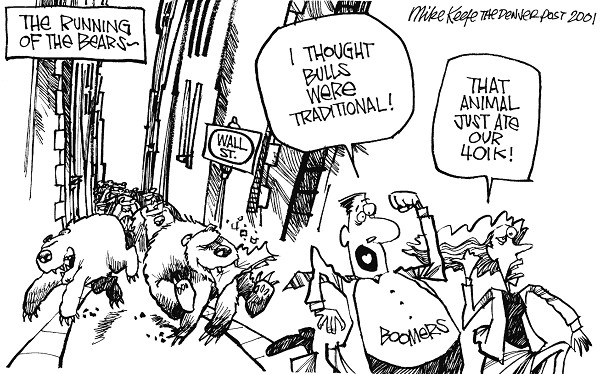 THE RUNNING
OF THE BEARS~
Mike Keefe THE DENVER POST 2001
I THOUGHT
BULLS
WERE
TRADITIONAL!
THAT
ANIMAL
JUST ATE
OUR
401K!
WALL
ST.
BOOMERS